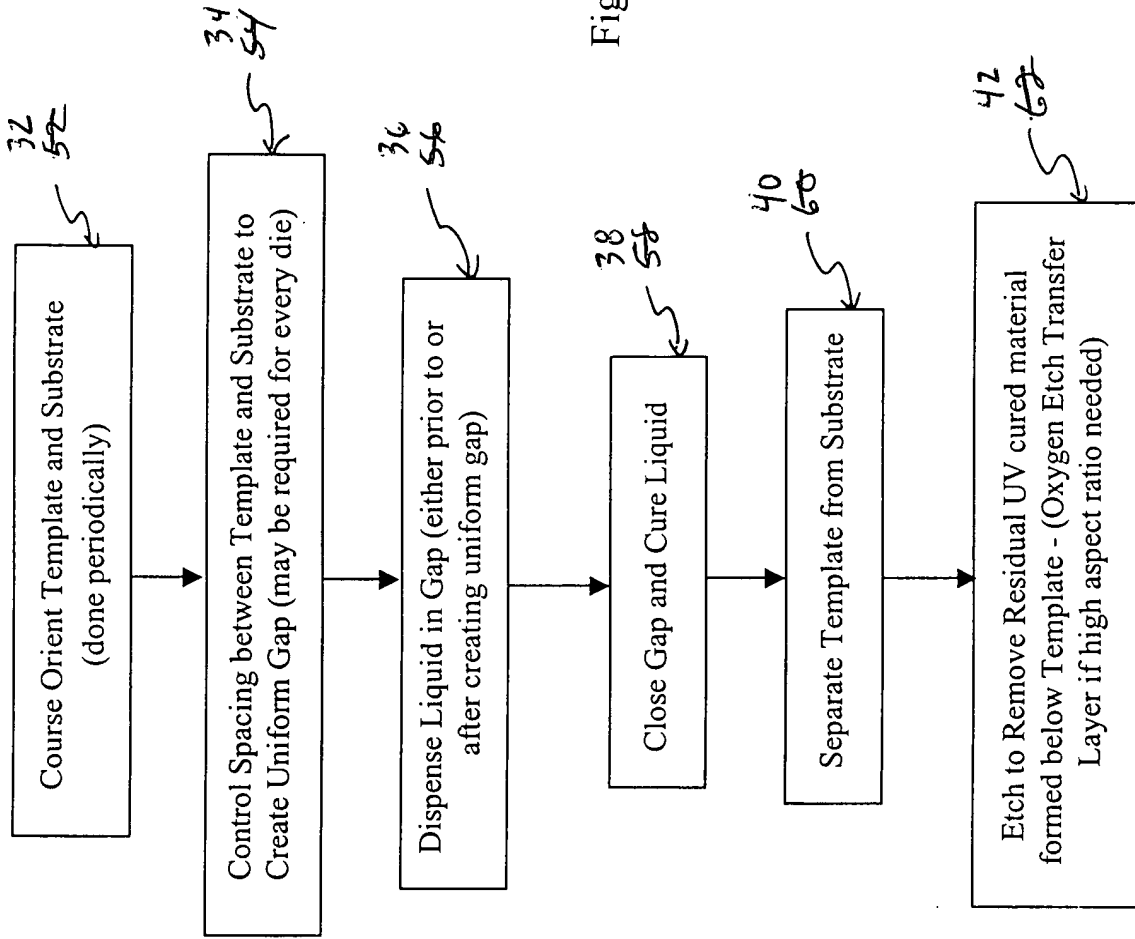 32
52
Course Orient Template and Substrate
(done periodically)
34
54
Control Spacing between Template and Substrate to
Create Uniform Gap (may be required for every die)
36
56
Dispense Liquid in Gap (either prior to or
after creating uniform gap)
38
58
Close Gap and Cure Liquid
40
60
Separate Template from Substrate
42
62
Etch to Remove Residual UV cured material
formed below Template - (Oxygen Etch Transfer
Layer if high aspect ratio needed)
Fig